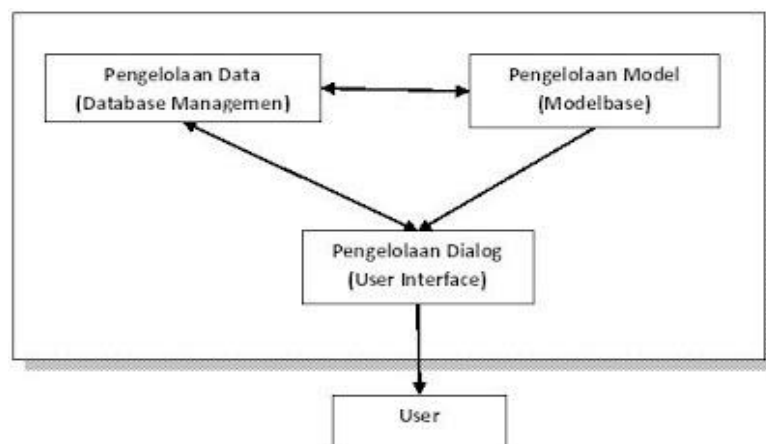 Pengelolaan Data
(Database Managemen)
Pengelolaan Model
(Modelbase)
Pengelolaan Dialog
(User Interface)
User